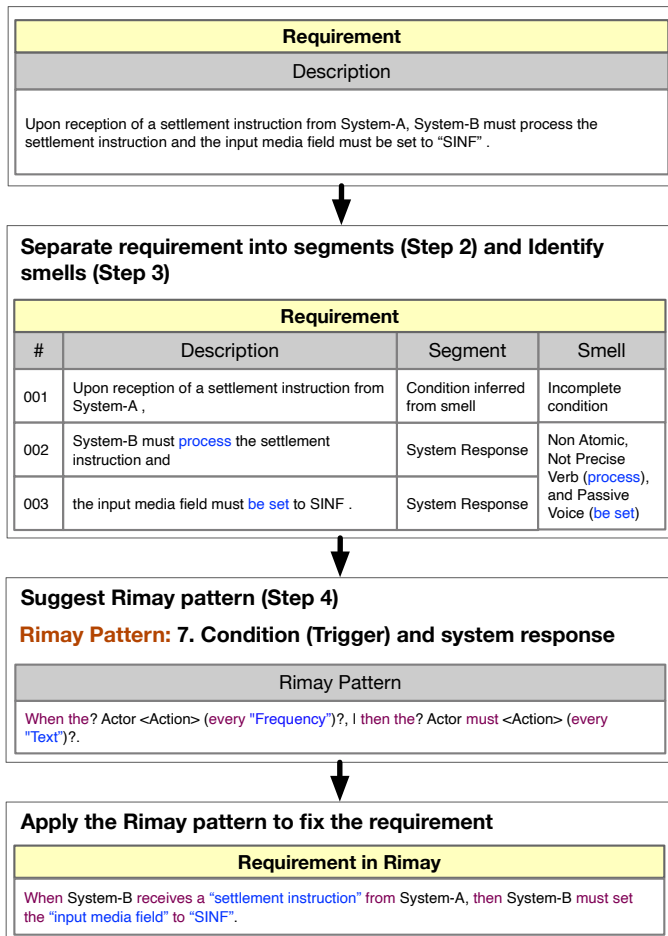 Requirement
Description
Upon reception of a settlement instruction from System-A, System-B must process the
settlement instruction and the input media field must be set to “SINF” .
Separate requirement into segments (Step 2) and Identify
smells (Step 3)
Requirement
# Description Segment Smell
001 Upon reception of a settlement instruction from
System-A ,
Condition inferred
from smell
Incomplete
condition
002 System-B must process the settlement
instruction and
System Response
Non Atomic,
Not Precise
Verb (process),
and Passive
Voice (be set)
003 the input media field must be set to SINF .
System Response
Suggest Rimay pattern (Step 4)
Rimay Pattern: 7. Condition (Trigger) and system response
Rimay Pattern
When the? Actor <Action> (every "Frequency")?, | then the? Actor must <Action> (every
"Text")?.
Apply the Rimay pattern to fix the requirement
Requirement in Rimay
When System-B receives a “settlement instruction” from System-A, then System-B must set
the “input media field” to “SINF”.